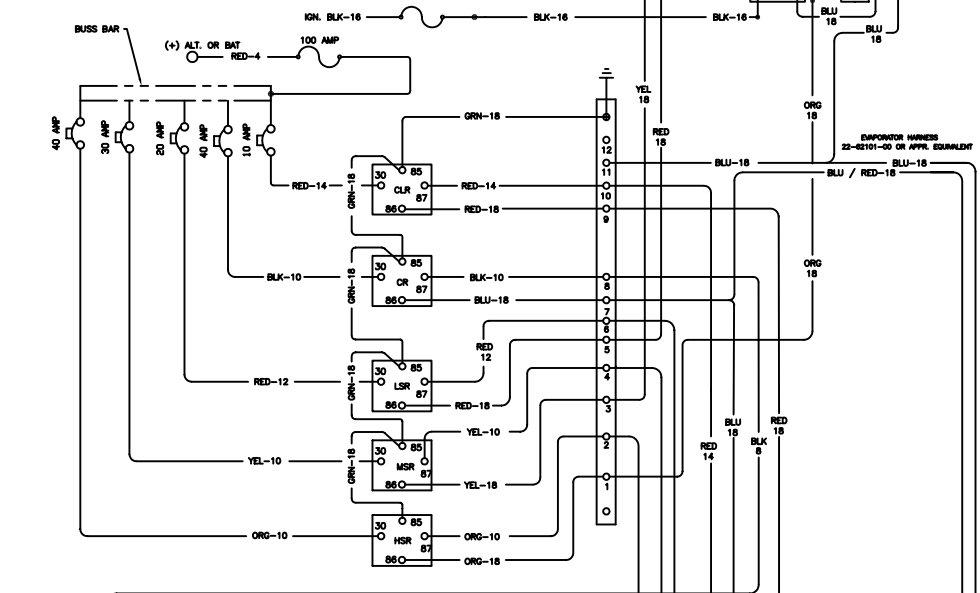 IGN. BLK-16
BLK-16
BLK-16
BLU
18
BLU
18
BUSS BAR
(+) ALT. OR BAT
RED-4
100 AMP
40 AMP
30 AMP
20 AMP
40 AMP
10 AMP
YEL
18
RED
18
ORG
18
EVAPORATOR HARNESS
22-62101-00 OR APPR. EQUIVALENT
GRN-18
12
BLU-18
BLU-18
11
BLU / RED-18
RED-14
GRN-18
30
85
CLR
87
86
RED-14
10
RED-18
9
ORG
18
BLK-10
GRN-18
30
85
CR
87
86
BLK-10
8
BLU-18
7
6
RED
12
5
RED-12
GRN-18
30
85
LSR
87
86
RED-18
4
3
YEL-10
GRN-18
30
85
MSR
87
86
YEL-10
2
YEL-18
1
RED
14
BLU
18
BLK
8
RED
18
ORG-10
30
85
HSR
87
86
ORG-10
ORG-18